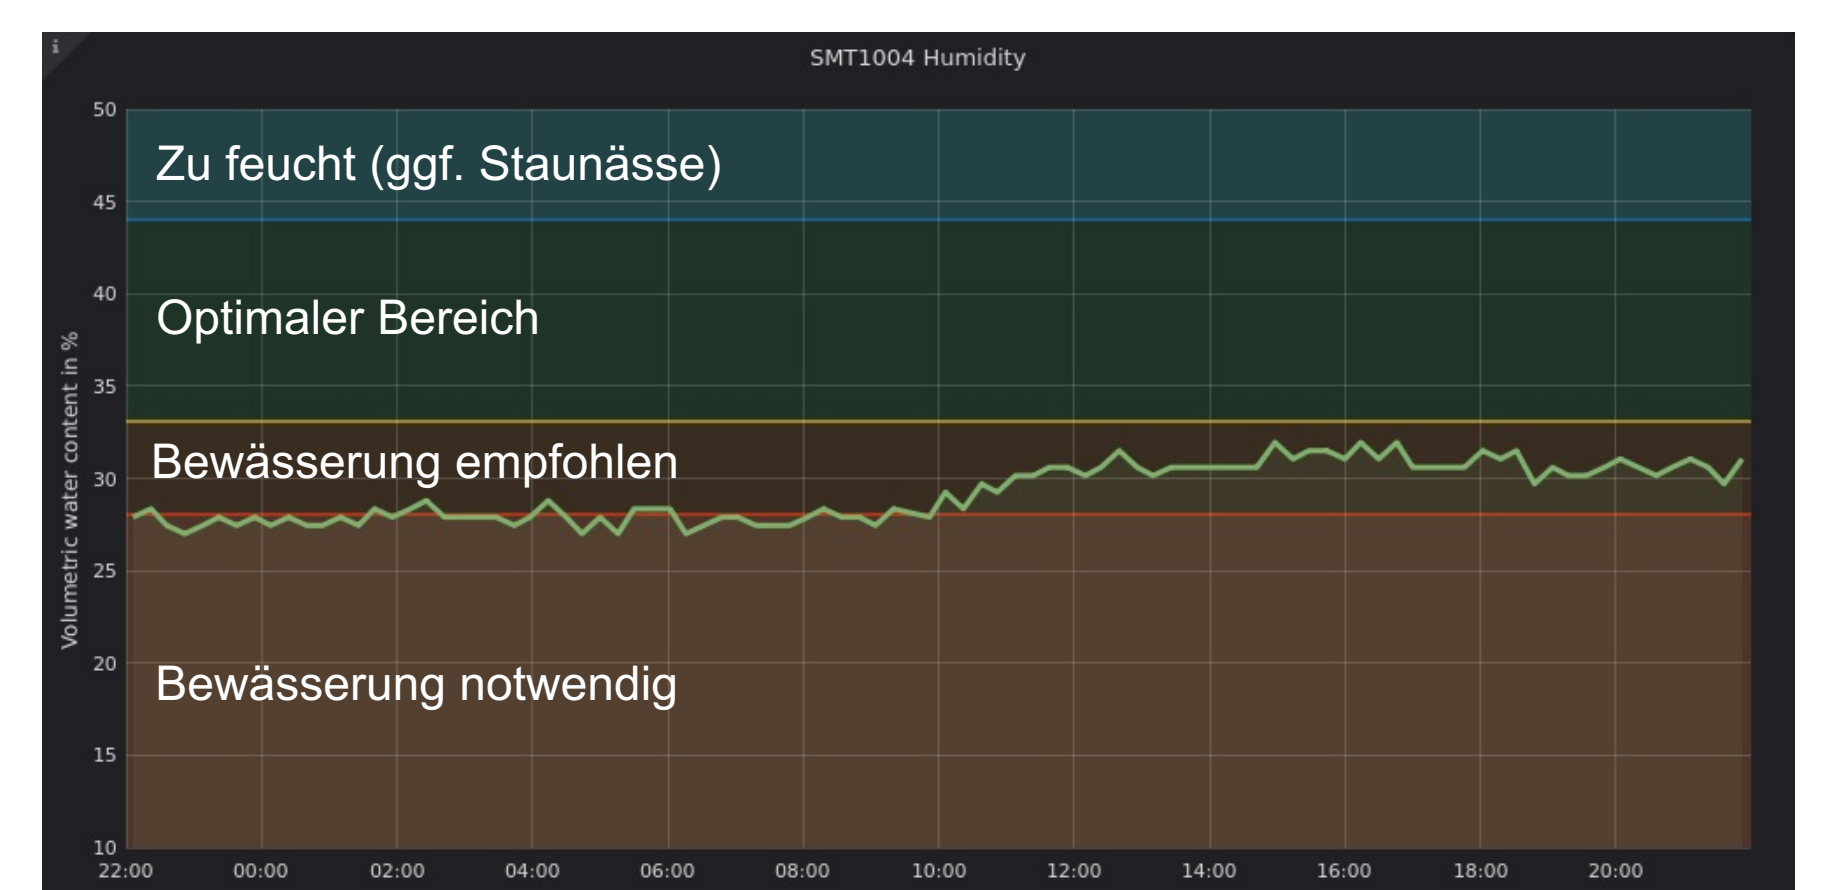 i
SMT1004 Humidity
Volumetric water content in %
50
45
40
35
30
25
20
15
10
Zu feucht (ggf. Staunässe)
Optimaler Bereich
Bewässerung empfohlen
Bewässerung notwendig
22:00 00:00 02:00 04:00 06:00 08:00 10:00 12:00 14:00 16:00 18:00 20:00